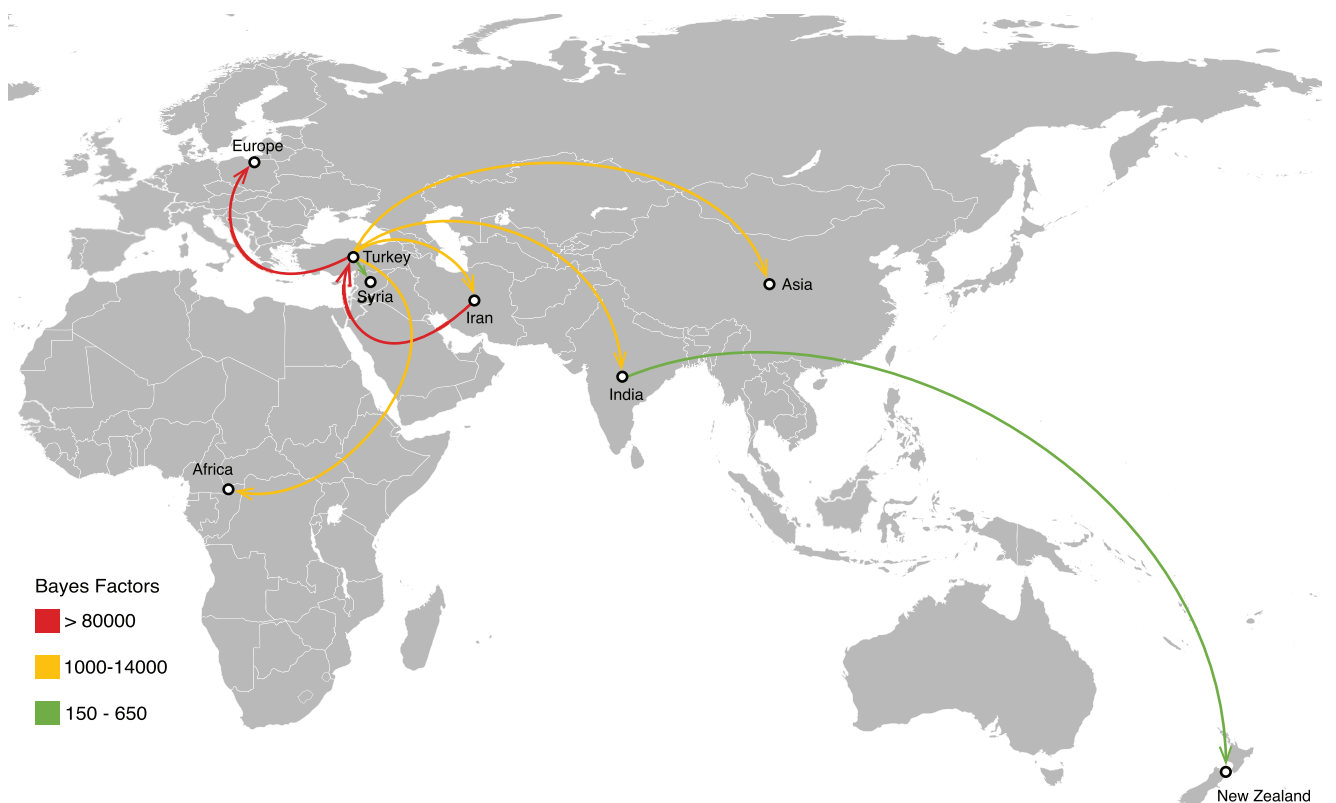 Europe
Turkey
Syria
Iran
Asia
India
Africa
Bayes Factors
> 80000
1000-14000
150 - 650
New Zealand